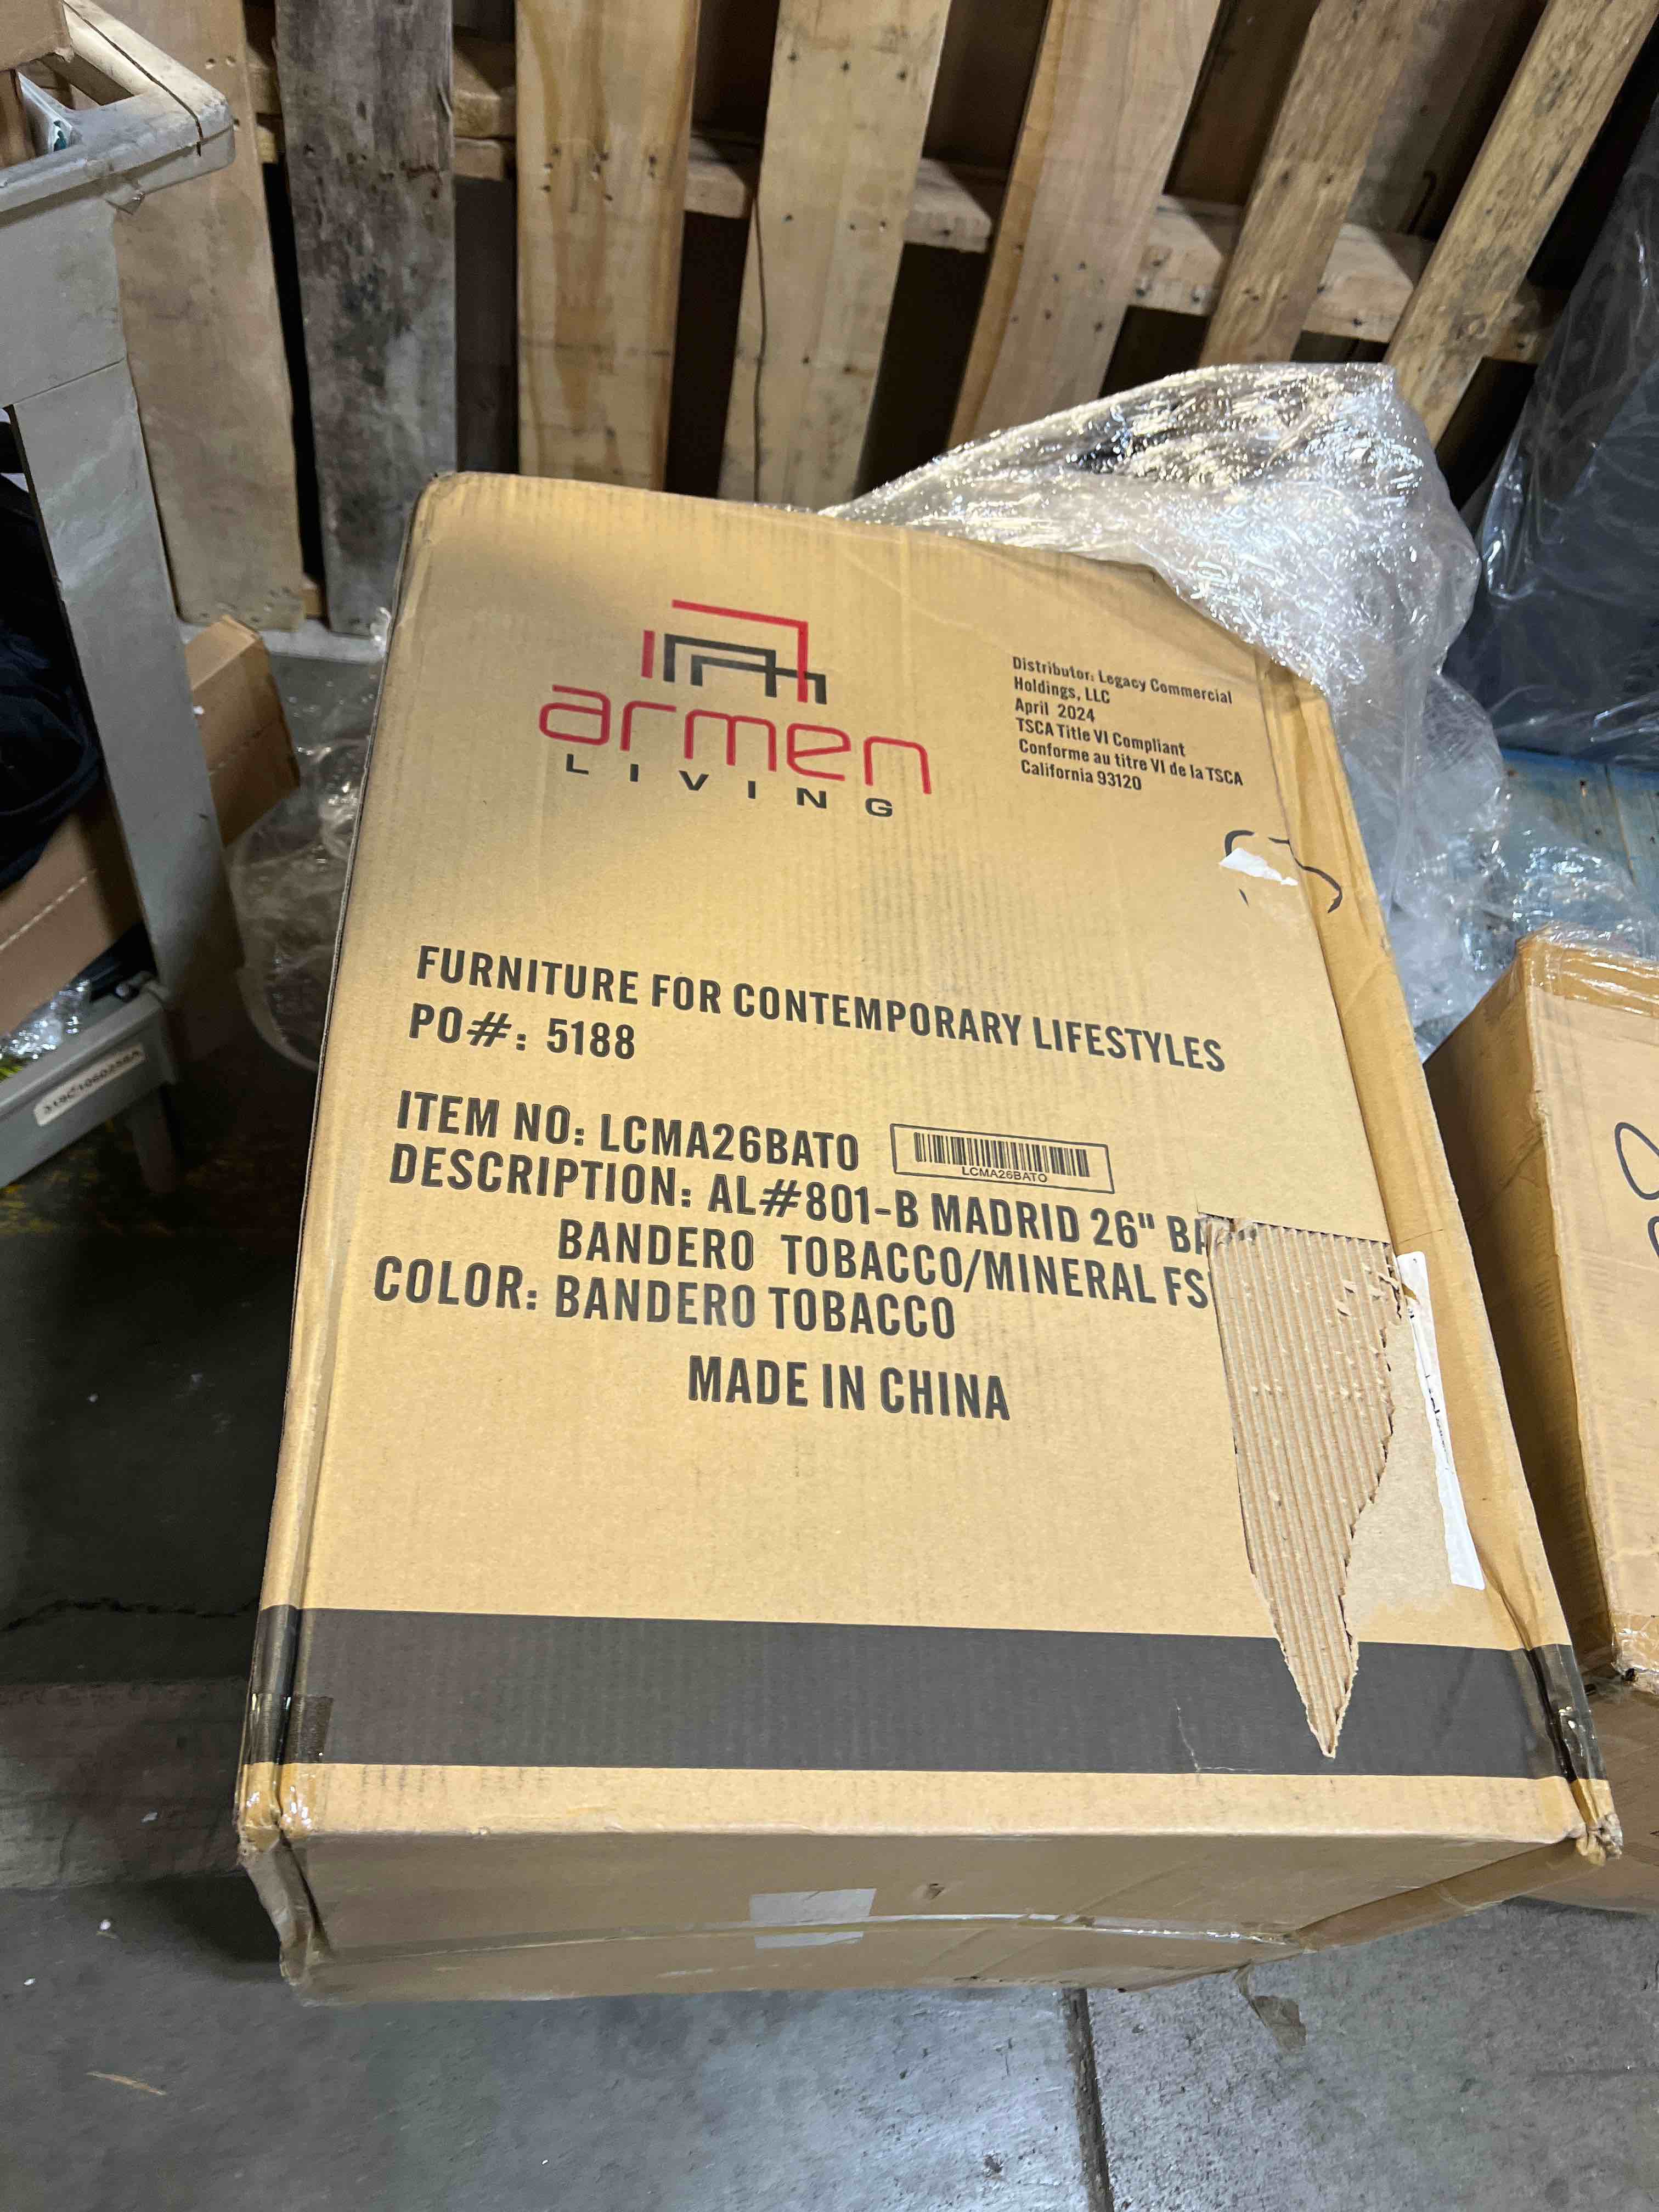 armen
LIVING
Distributor: Legacy Commercial
Holdings, LLC
April 2024
TSCA Title VI Compliant
Conforme au titre VI de la TSCA
California 93120
FURNITURE FOR CONTEMPORARY LIFESTYLES
PO#: 5188
ITEM NO: LCMA26BATO
LCMA26BATO
DESCRIPTION: AL#801-B MADRID 26"
BANDERO TOBACCO/MINERAL
COLOR: BANDERO TOBACCO
MADE IN CHINA